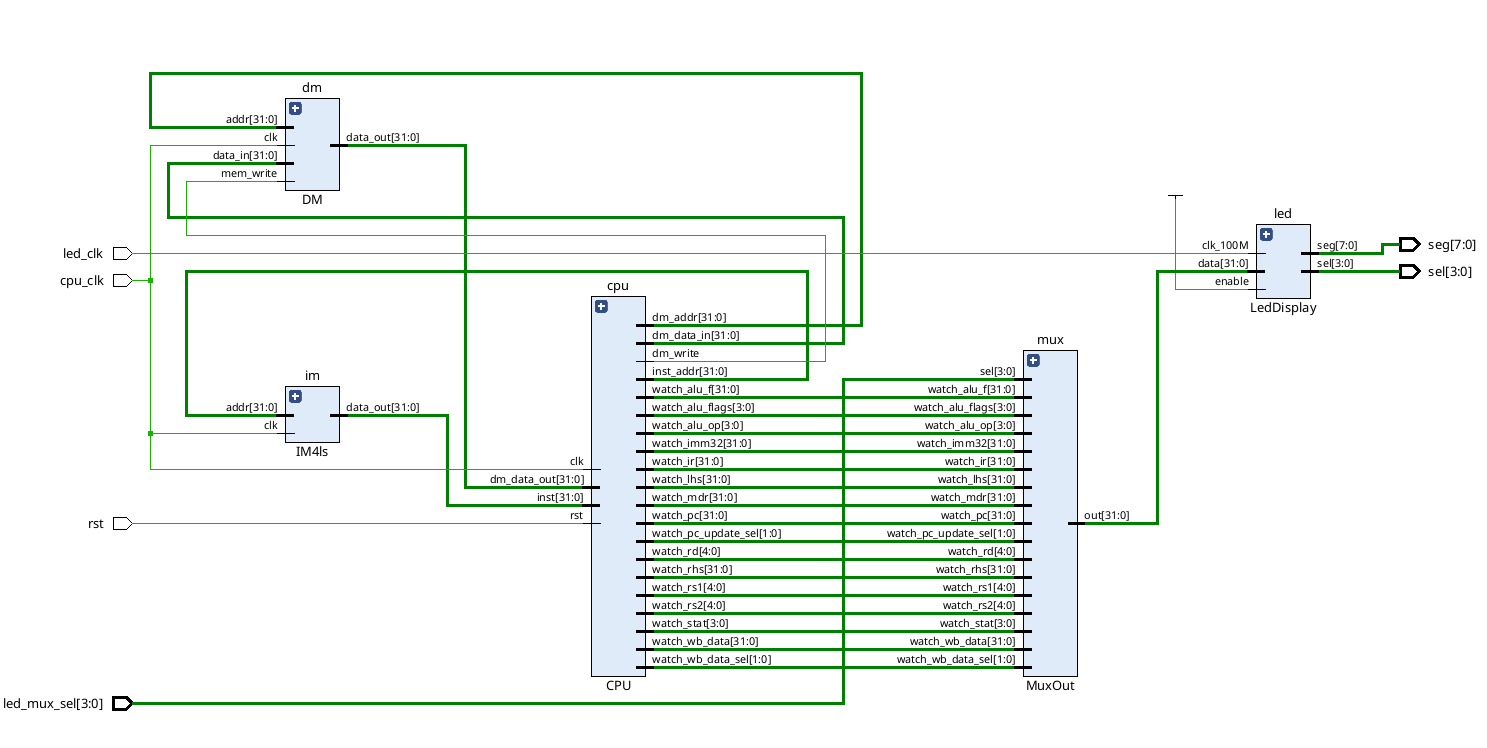 dm
addr[31:0]
clk
data_in[31:0]
mem_write
data_out[31:0]
DM
led_clk
cpu_clk
led
clk_100M
data[31:0]
enable
seg[7:0]
sel[3:0]
LedDisplay
seg[7:0]
sel[3:0]
im
addr[31:0]
clk
data_out[31:0]
IM4ls
rst
cpu
clk
dm_data_out[31:0]
inst[31:0]
rst
dm_addr[31:0]
dm_data_in[31:0]
dm_write
inst_addr[31:0]
watch_alu_f[31:0]
watch_alu_flags[3:0]
watch_alu_op[3:0]
watch_imm32[31:0]
watch_ir[31:0]
watch_lhs[31:0]
watch_mdr[31:0]
watch_pc[31:0]
watch_pc_update_sel[1:0]
watch_rd[4:0]
watch_rhs[31:0]
watch_rs1[4:0]
watch_rs2[4:0]
watch_stat[3:0]
watch_wb_data[31:0]
watch_wb_data_sel[1:0]
CPU
mux
sel[3:0]
watch_alu_f[31:0]
watch_alu_flags[3:0]
watch_alu_op[3:0]
watch_imm32[31:0]
watch_ir[31:0]
watch_lhs[31:0]
watch_mdr[31:0]
watch_pc[31:0]
watch_pc_update_sel[1:0]
watch_rd[4:0]
watch_rhs[31:0]
watch_rs1[4:0]
watch_rs2[4:0]
watch_stat[3:0]
watch_wb_data[31:0]
watch_wb_data_sel[1:0]
out[31:0]
MuxOut
led_mux_sel[3:0]